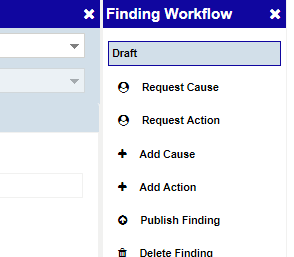 Finding Workflow
Draft
Request Cause
Request Action
Add Cause
Add Action
Publish Finding
Delete Finding